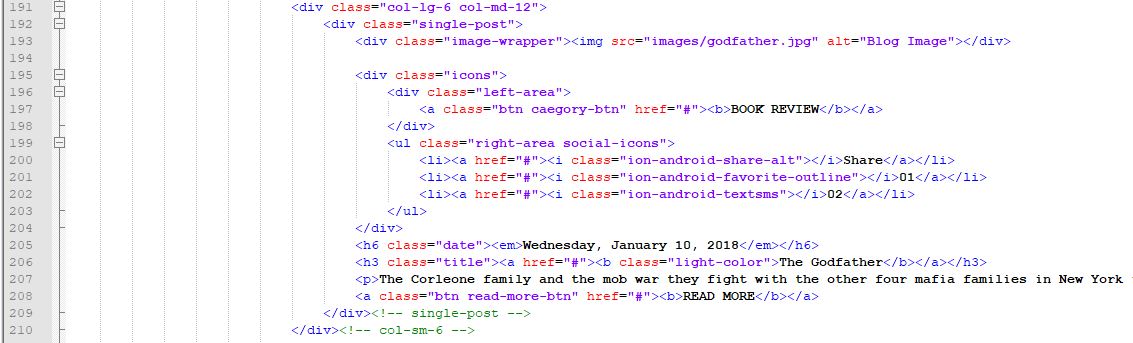 191 <div class="col-lg-6 col-md-12">
192 <div class="single-post">
193 <div class="image-wrapper"><img src="images/godfather.jpg" alt="Blog Image"></div>
194
195 <div class="icons">
196 <div class="left-area">
197 <a class="btn caegory-btn" href="#"><b>BOOK REVIEW</b></a>
198 </div>
199 <ul class="right-area social-icons">
200 <li><a href="#"><i class="ion-android-share-alt"></i>Share</a></li>
201 <li><a href="#"><i class="ion-android-favorite-outline"></i>01</a></li>
202 <li><a href="#"><i class="ion-android-textsms"></i>02</a></li>
203 </ul>
204 </div>
205 <h6 class="date"><em>Wednesday, January 10, 2018</em></h6>
206 <h3 class="title"><a href="#"><b class="light-color">The Godfather</b></a></h3>
207 <p>The Corleone family and the mob war they fight with the other four mafia families in New York
208 <a class="btn read-more-btn" href="#"><b>READ MORE</b></a>
209 </div><!-- single-post -->
210 </div><!-- col-sm-6 -->